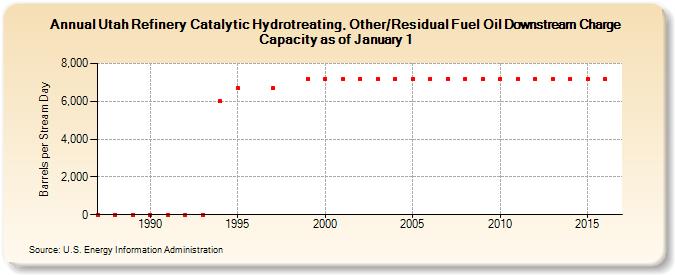 Annual Utah Refinery Catalytic Hydrotreating, Other/Residual Fuel Oil Downstream Charge
Capacity as of January 1
Barrels per Stream Day
8,000
6,000
4,000
2,000
0
1990 1995 2000 2005 2010 2015
Source: U.S. Energy Information Administration